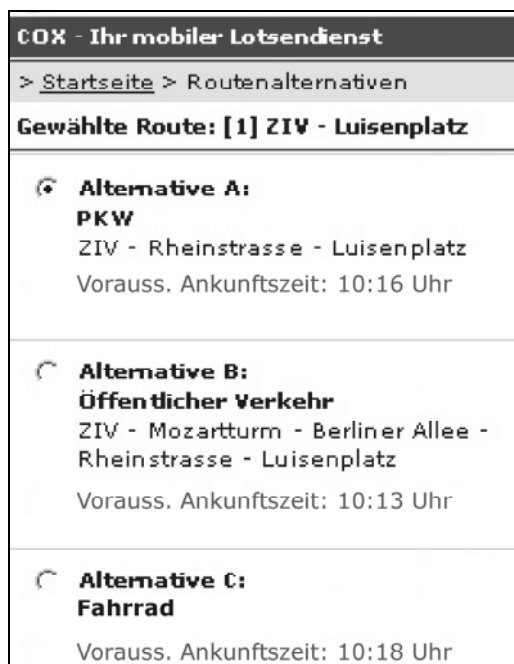 COX - Ihr mobiler Lotsendienst
> Startseite > Routenalternativen
Gewählte Route: [1] ZIV - Luisenplatz
Alternative A:
PKW
ZIV - Rheinstrasse - Luisenplatz
Vorauss. Ankunftszeit: 10:16 Uhr
Alternative B:
Öffentlicher Verkehr
ZIV - Mozartturm - Berliner Allee -
Rheinstrasse - Luisenplatz
Vorauss. Ankunftszeit: 10:13 Uhr
Alternative C:
Fahrrad
Vorauss. Ankunftszeit: 10:18 Uhr